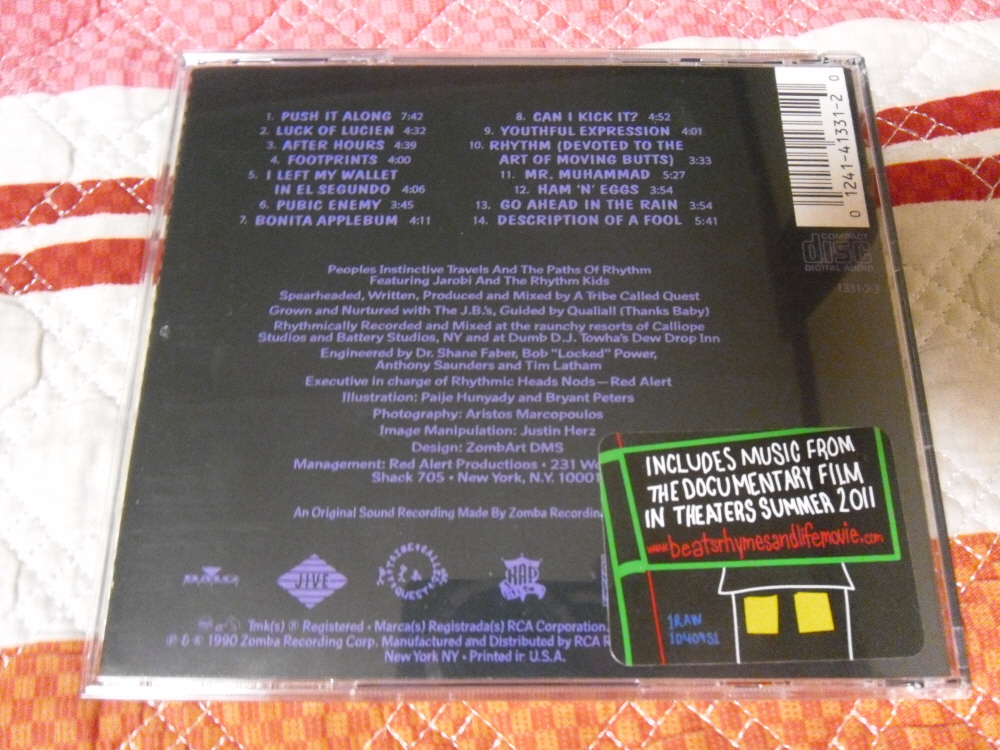 1. PUSH IT ALONG 7:42
2. LUCK OF LUCIEN 4:32
3. AFTER HOURS 4:39
4. FOOTPRINTS 4:00
5. I LEFT MY WALLET
IN EL SEGUNDO 4:06
6. PUBIC ENEMY 3:45
7. BONITA APPLEBUM 4:11
8. CAN I KICK IT? 4:52
9. YOUTHFUL EXPRESSION 4:01
10. RHYTHM (DEVOTED TO THE
ART OF MOVING BUTTS) 3:33
11. MR. MUHAMMAD 5:27
12. HAM 'N' EGGS 3:54
13. GO AHEAD IN THE RAIN 3:54
14. DESCRIPTION OF A FOOL 5:41
0 1241-41331-2 0
COMPACT
disc
DIGITAL AUDIO
1331-2-J
Peoples Instinctive Travels And The Paths Of Rhythm
Featuring Jarobi And The Rhythm Kids
Spearheaded, Written, Produced and Mixed by A Tribe Called Quest
Grown and Nurtured with The J.B.'s, Guided by Qualiall (Thanks Baby)
Rhythmically Recorded and Mixed at the raunchy resorts of Calliope
Studios and Battery Studios, NY and at Dumb D.J. Towha's Dew Drop Inn
Engineered by Dr. Shane Faber, Bob "Locked" Power,
Anthony Saunders and Tim Latham
Executive in charge of Rhythmic Heads Nods—Red Alert
Illustration: Paije Hunyady and Bryant Peters
Photography: Aristos Marcopoulos
Image Manipulation: Justin Herz
Design: ZombArt DMS
Management: Red Alert Productions • 231 We
Shack 705 • New York, N.Y. 10001
An Original Sound Recording Made By Zomba Recordin
JIVE
RAP
Tmk(s) ® Registered • Marca(s) Registrada(s) RCA Corporation
℗ & © 1990 Zomba Recording Corp. Manufactured and Distributed by RCA
New York NY • Printed in U.S.A.
INCLUDES MUSIC FROM
THE DOCUMENTARY FILM
IN THEATERS SUMMER 2011
www.beatsrhymesandlifemovie.com
JRAW
1040951